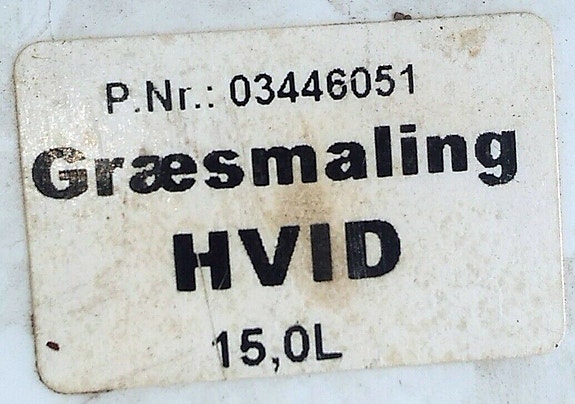 P.Nr.: 03446051
Græsmaling
HVID
15,0L